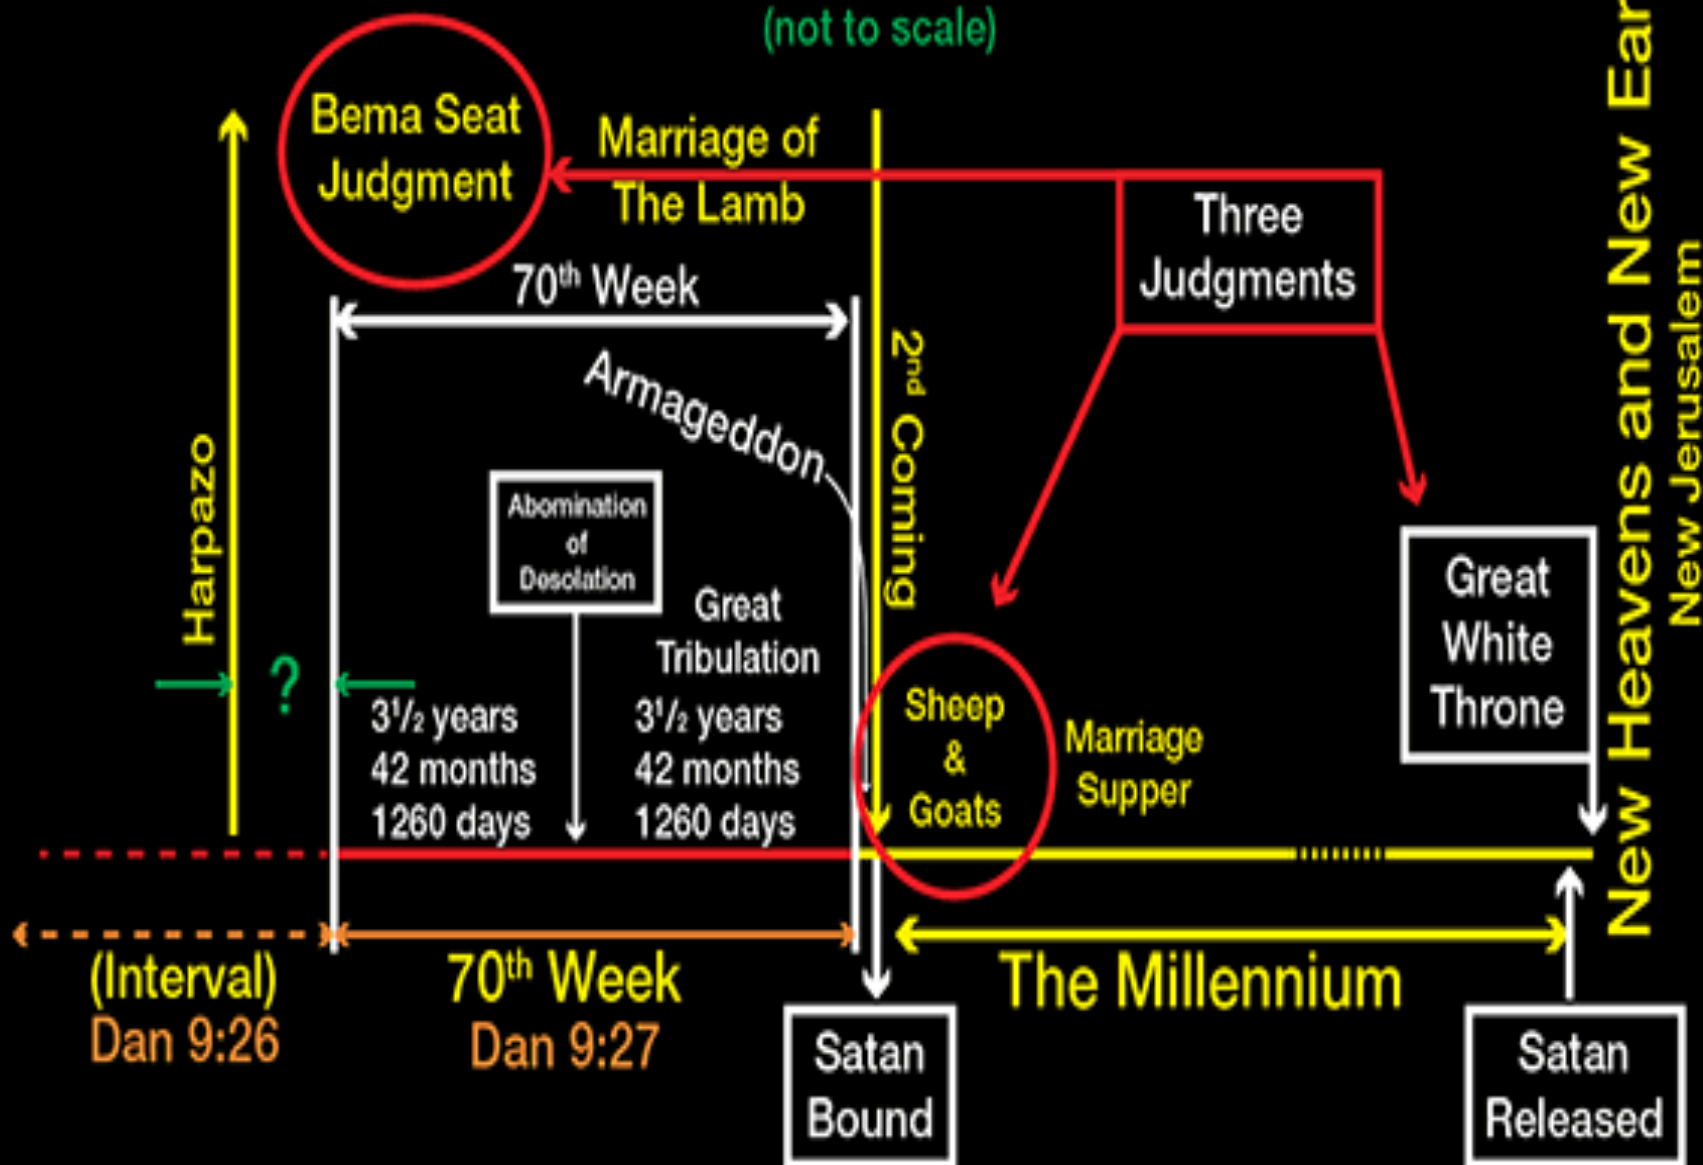 (not to scale)
Bema Seat
Judgment
Marriage of
The Lamb
Three
Judgments
70th Week
Armageddon
2nd Coming
Harpazo
Abomination
of
Desolation
Great
Tribulation
?
3½ years
42 months
1260 days
3½ years
42 months
1260 days
Sheep
&
Goats
Marriage
Supper
Great
White
Throne
New Heavens and New Ear
New Jerusalem
(Interval)
Dan 9:26
70th Week
Dan 9:27
The Millennium
Satan
Bound
Satan
Released